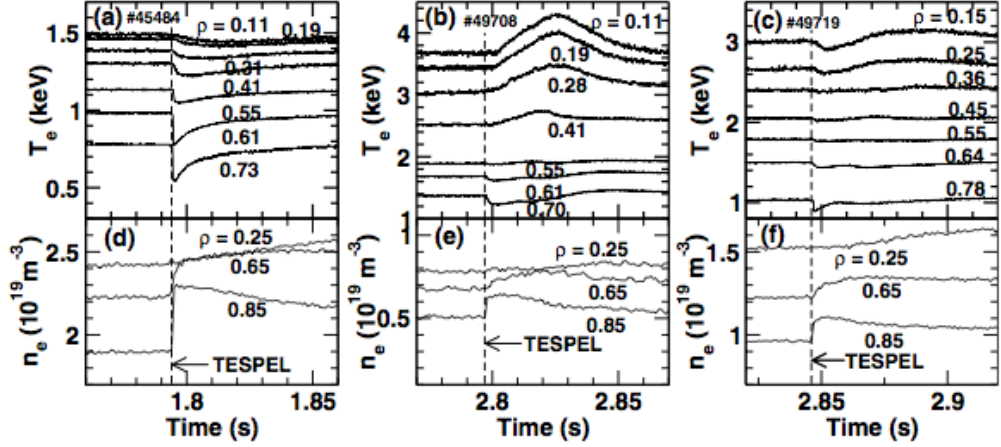 (a) #45484 ρ = 0.11 0.19
1.5
0.31
0.41
1.0
0.55
0.61
0.73
0.5
T_e (keV)
(b) #49708 ρ = 0.11
4
0.19
0.28
3
0.41
2
0.55
0.61
0.70
1
T_e (keV)
(c) #49719 ρ = 0.15
3
0.25
0.36
0.45
2
0.55
0.64
0.78
1
T_e (keV)
(d)
2.5
ρ = 0.25
0.65
0.85
2
TESPEL
n_e (10^19 m^-3)
1.8 1.85
Time (s)
(e)
1
ρ = 0.25
0.65
0.5
0.85
TESPEL
n_e (10^19 m^-3)
2.8 2.85
Time (s)
(f)
1.5
ρ = 0.25
0.65
0.85
1
TESPEL
n_e (10^19 m^-3)
2.85 2.9
Time (s)